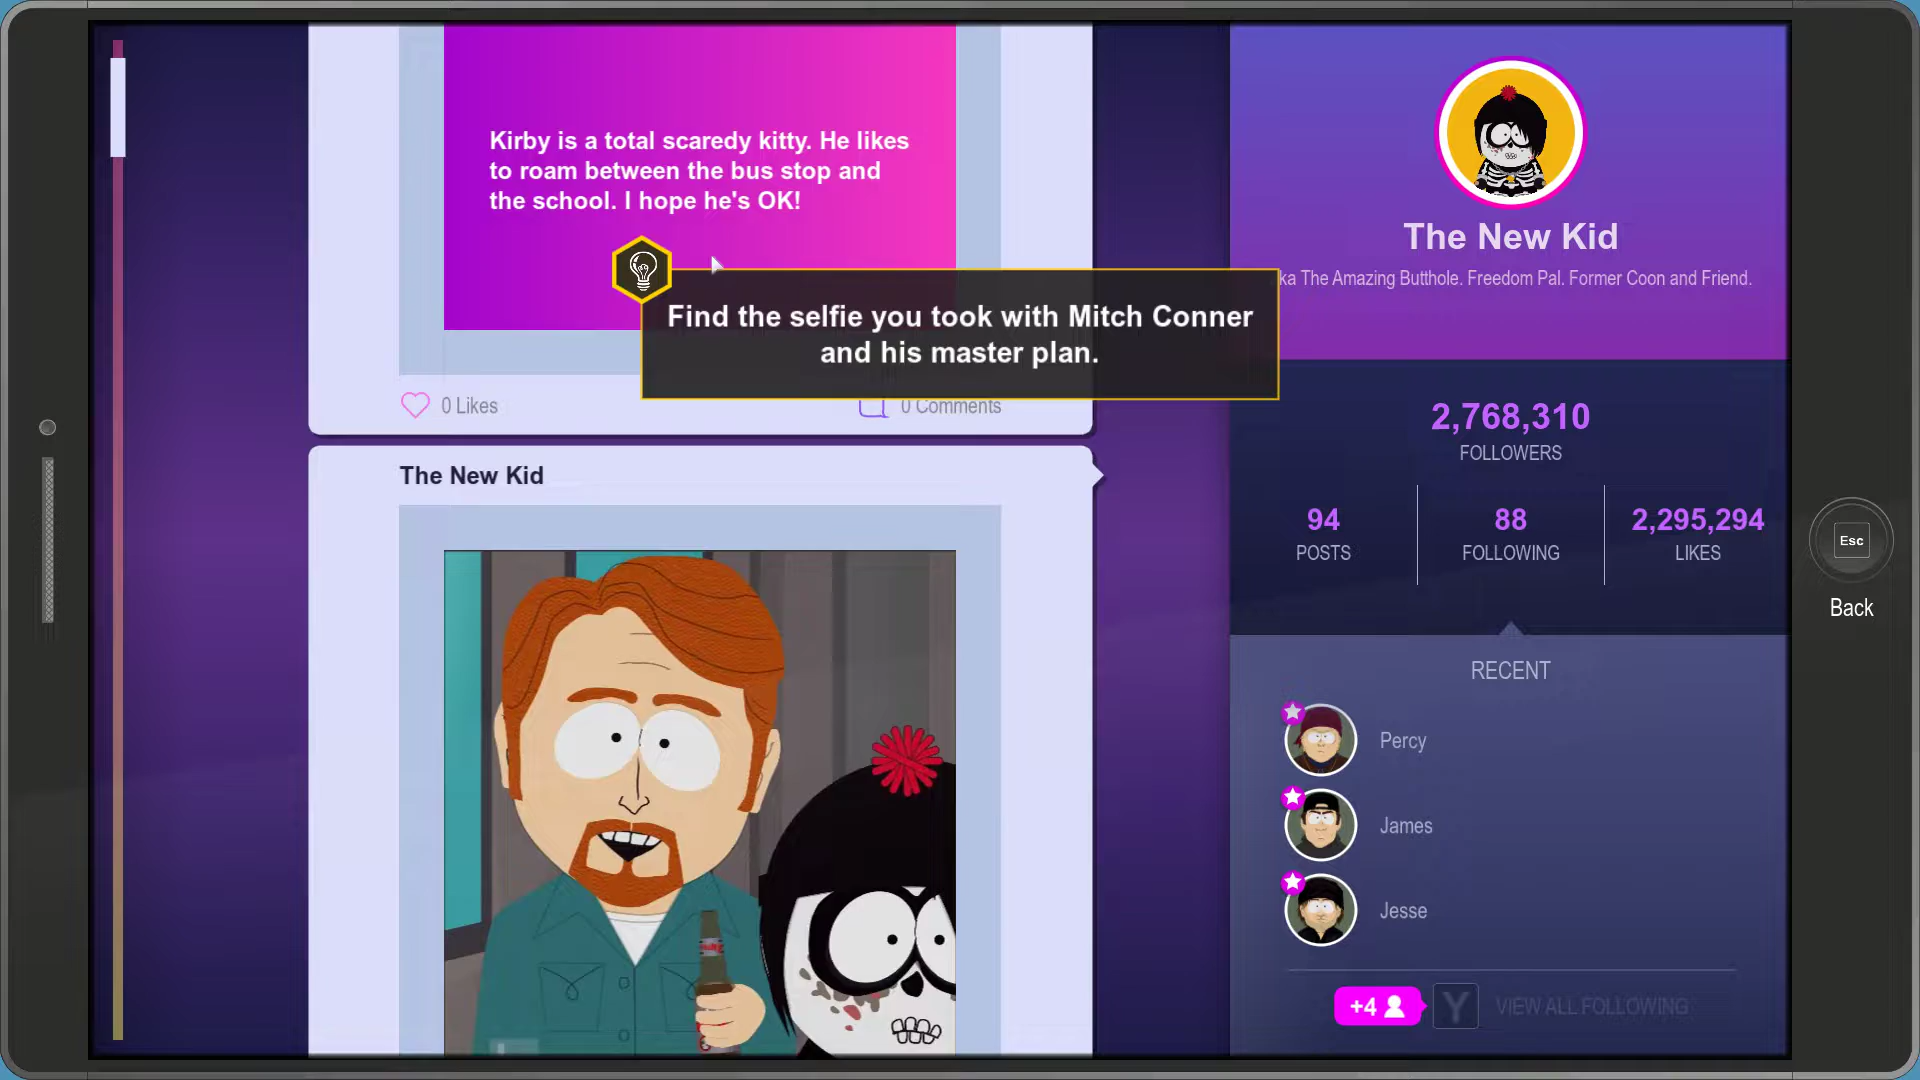 Kirby is a total scaredy kitty. He likes
to roam between the bus stop and
the school. I hope he's OK!
Find the selfie you took with Mitch Conner
and his master plan.
0 Likes
0 Comments
The New Kid
The New Kid
ka The Amazing Butthole. Freedom Pal. Former Coon and Friend.
2,768,310
FOLLOWERS
94
POSTS
88
FOLLOWING
2,295,294
LIKES
RECENT
Percy
James
Jesse
+4
Y
VIEW ALL FOLLOWING
Esc
Back